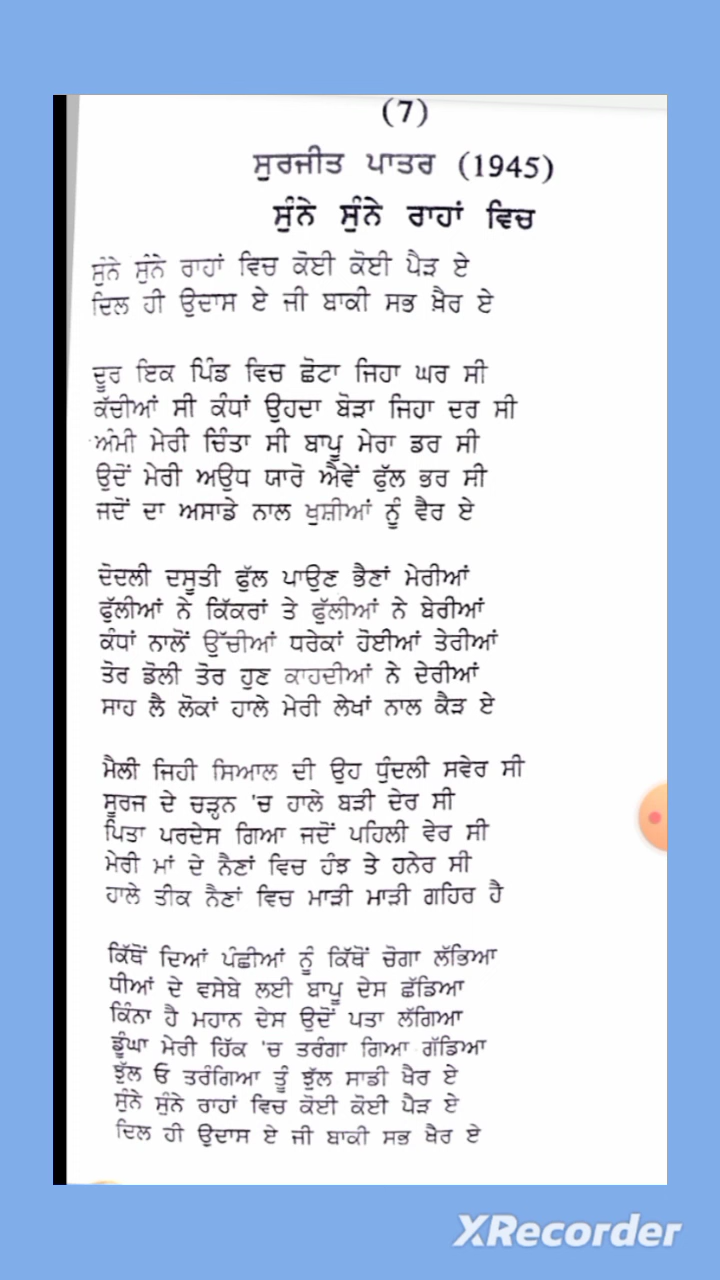 (7)
ਸੁਰਜੀਤ ਪਾਤਰ (1945)
ਸੁੰਨੇ ਸੁੰਨੇ ਰਾਹਾਂ ਵਿਚ
ਸੁੰਨੇ ਸੁੰਨੇ ਰਾਹਾਂ ਵਿਚ ਕੋਈ ਕੋਈ ਪੈੜ ਏ
ਦਿਲ ਹੀ ਉਦਾਸ ਏ ਜੀ ਬਾਕੀ ਸਭ ਖ਼ੈਰ ਏ
ਦੂਰ ਇਕ ਪਿੰਡ ਵਿਚ ਛੋਟਾ ਜਿਹਾ ਘਰ ਸੀ
ਕੱਚੀਆਂ ਸੀ ਕੰਧਾਂ ਉਹਦਾ ਬੋੜਾ ਜਿਹਾ ਦਰ ਸੀ
ਅੰਮੀ ਮੇਰੀ ਚਿੰਤਾ ਸੀ ਬਾਪੂ ਮੇਰਾ ਡਰ ਸੀ
ਉਦੋਂ ਮੇਰੀ ਅਉਧ ਯਾਰੋ ਐਵੇਂ ਫੁੱਲ ਭਰ ਸੀ
ਜਦੋਂ ਦਾ ਅਸਾਡੇ ਨਾਲ ਖੁਸ਼ੀਆਂ ਨੂੰ ਵੈਰ ਏ
ਦੋਦਲੀ ਦਸੂਤੀ ਫੁੱਲ ਪਾਉਣ ਭੈਣਾਂ ਮੇਰੀਆਂ
ਫੁੱਲੀਆਂ ਨੇ ਕਿੱਕਰਾਂ ਤੇ ਫੁੱਲੀਆਂ ਨੇ ਬੇਰੀਆਂ
ਕੰਧਾਂ ਨਾਲੋਂ ਉੱਚੀਆਂ ਧਰੇਕਾਂ ਹੋਈਆਂ ਤੇਰੀਆਂ
ਤੋਰ ਡੋਲੀ ਤੋਰ ਹੁਣ ਕਾਹਦੀਆਂ ਨੇ ਦੇਰੀਆਂ
ਸਾਹ ਲੈ ਲੋਕਾਂ ਹਾਲੇ ਮੇਰੀ ਲੇਖਾਂ ਨਾਲ ਕੈੜ ਏ
ਮੈਲੀ ਜਿਹੀ ਸਿਆਲ ਦੀ ਉਹ ਧੁੰਦਲੀ ਸਵੇਰ ਸੀ
ਸੂਰਜ ਦੇ ਚੜ੍ਹਨ 'ਚ ਹਾਲੇ ਬੜੀ ਦੇਰ ਸੀ
ਪਿਤਾ ਪਰਦੇਸ ਗਿਆ ਜਦੋਂ ਪਹਿਲੀ ਵੇਰ ਸੀ
ਮੇਰੀ ਮਾਂ ਦੇ ਨੈਣਾਂ ਵਿਚ ਹੰਝ ਤੇ ਹਨੇਰ ਸੀ
ਹਾਲੇ ਤੀਕ ਨੈਣਾਂ ਵਿਚ ਮਾੜੀ ਮਾੜੀ ਗਹਿਰ ਹੈ
ਕਿੱਥੋਂ ਦਿਆਂ ਪੰਛੀਆਂ ਨੂੰ ਕਿੱਥੋਂ ਚੋਗਾ ਲੱਭਿਆ
ਧੀਆਂ ਦੇ ਵਸੇਬੇ ਲਈ ਬਾਪੂ ਦੇਸ ਛੱਡਿਆ
ਕਿੰਨਾ ਹੈ ਮਹਾਨ ਦੇਸ ਉਦੋਂ ਪਤਾ ਲੱਗਿਆ
ਡੂੰਘਾ ਮੇਰੀ ਹਿੱਕ 'ਚ ਤਰੰਗਾ ਗਿਆ ਗੱਡਿਆ
ਝੁੱਲ ਓ ਤਰੰਗਿਆ ਤੂੰ ਝੁੱਲ ਸਾਡੀ ਖੈਰ ਏ
ਸੁੰਨੇ ਸੁੰਨੇ ਰਾਹਾਂ ਵਿਚ ਕੋਈ ਕੋਈ ਪੈੜ ਏ
ਦਿਲ ਹੀ ਉਦਾਸ ਏ ਜੀ ਬਾਕੀ ਸਭ ਖੈਰ ਏ
XRecorder